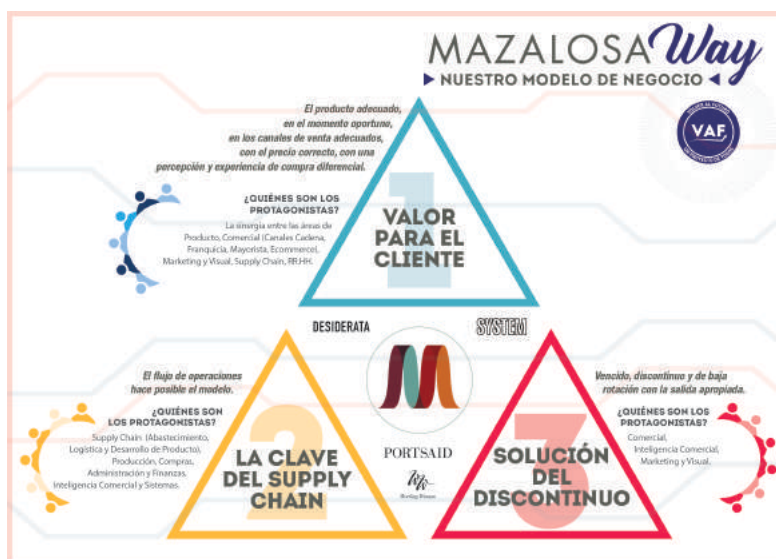 MAZALOSA Way
NUESTRO MODELO DE NEGOCIO
VAF
El producto adecuado,
en el momento oportuno,
en los canales de venta adecuados,
con el precio correcto, con una
percepción y experiencia de compra diferencial.
¿QUIÉNES SON LOS
PROTAGONISTAS?
La sinergia entre las áreas de
Producto, Comercial (Canales Cadena,
Franquicia, Mayorista, Ecommerce),
Marketing y Visual, Supply Chain, RR.HH.
1
VALOR
PARA EL
CLIENTE
DESIDERATA
SYSTEM
El flujo de operaciones
hace posible el modelo.
¿QUIÉNES SON
LOS PROTAGONISTAS?
Supply Chain (Abastecimiento,
Logística y Desarrollo de Producto),
Producción, Compras,
Administración y Finanzas,
Inteligencia Comercial y Sistemas.
2
LA CLAVE
DEL SUPPLY
CHAIN
PORTSAID
Vencido, discontinuo y de baja
rotación con la salida apropiada.
¿QUIÉNES SON LOS
PROTAGONISTAS?
Comercial,
Inteligencia Comercial,
Marketing y Visual.
3
SOLUCIÓN
DEL
DISCONTINUO